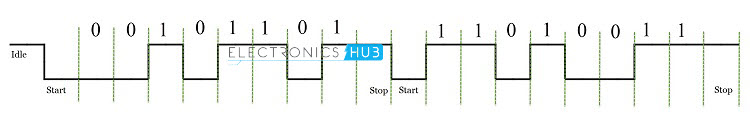 0 0 1 0 1 1 0 1 1 1 0 1 0 0 1 1
Idle
ELECTRONICS HUB
Start Stop Start Stop